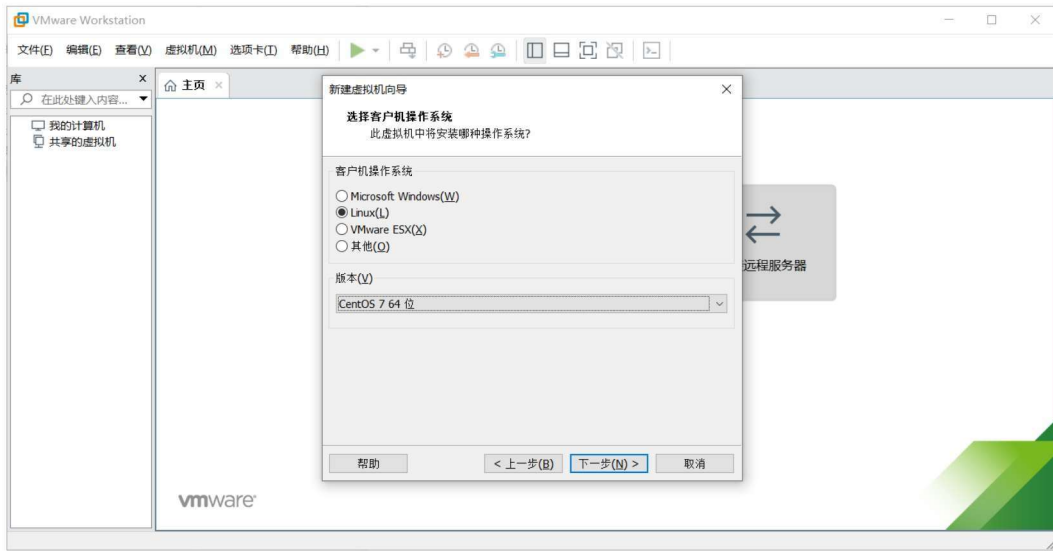 VMware Workstation
文件(F) 编辑(E) 查看(V) 虚拟机(M) 选项卡(T) 帮助(H)
库
在此处键入内容...
我的计算机
共享的虚拟机
主页
新建虚拟机向导
选择客户机操作系统
此虚拟机中将安装哪种操作系统?
客户机操作系统
Microsoft Windows(W)
Linux(L)
VMware ESX(X)
其他(O)
版本(V)
CentOS 7 64 位
远程服务器
帮助 < 上一步(B) 下一步(N) > 取消
vmware